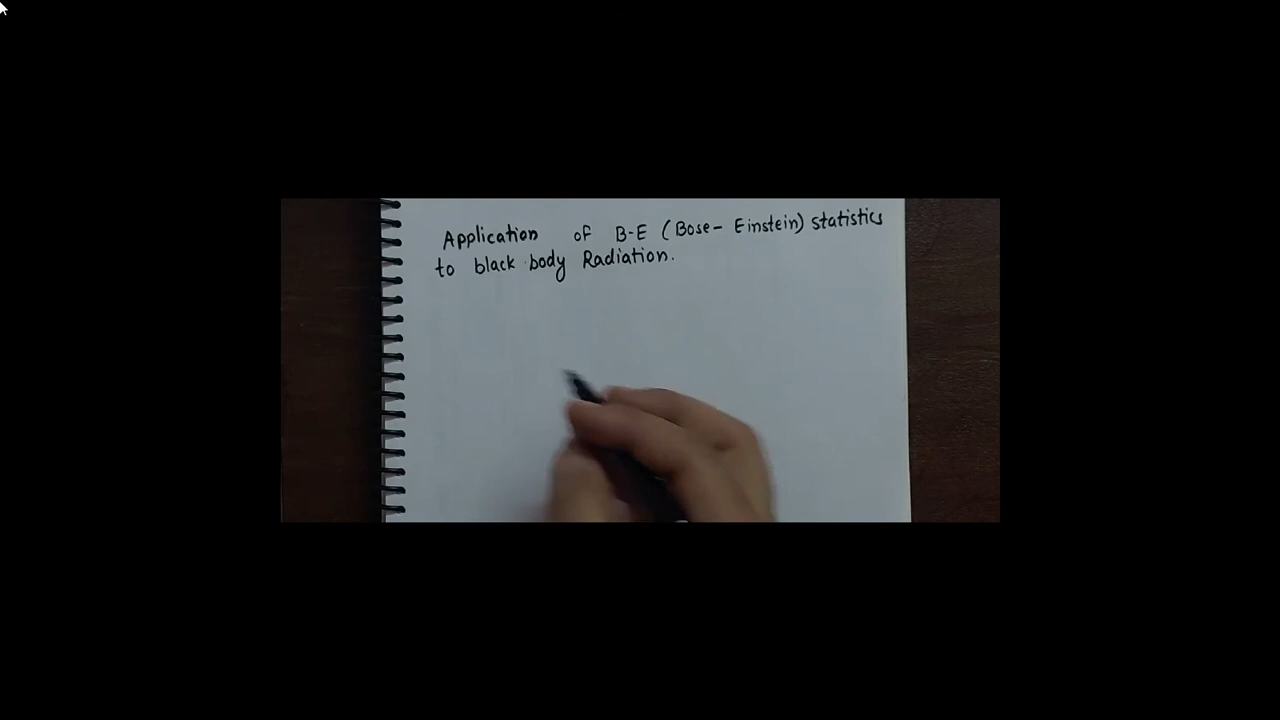 Application of B-E (Bose-Einstein) statistics
to black body Radiation.